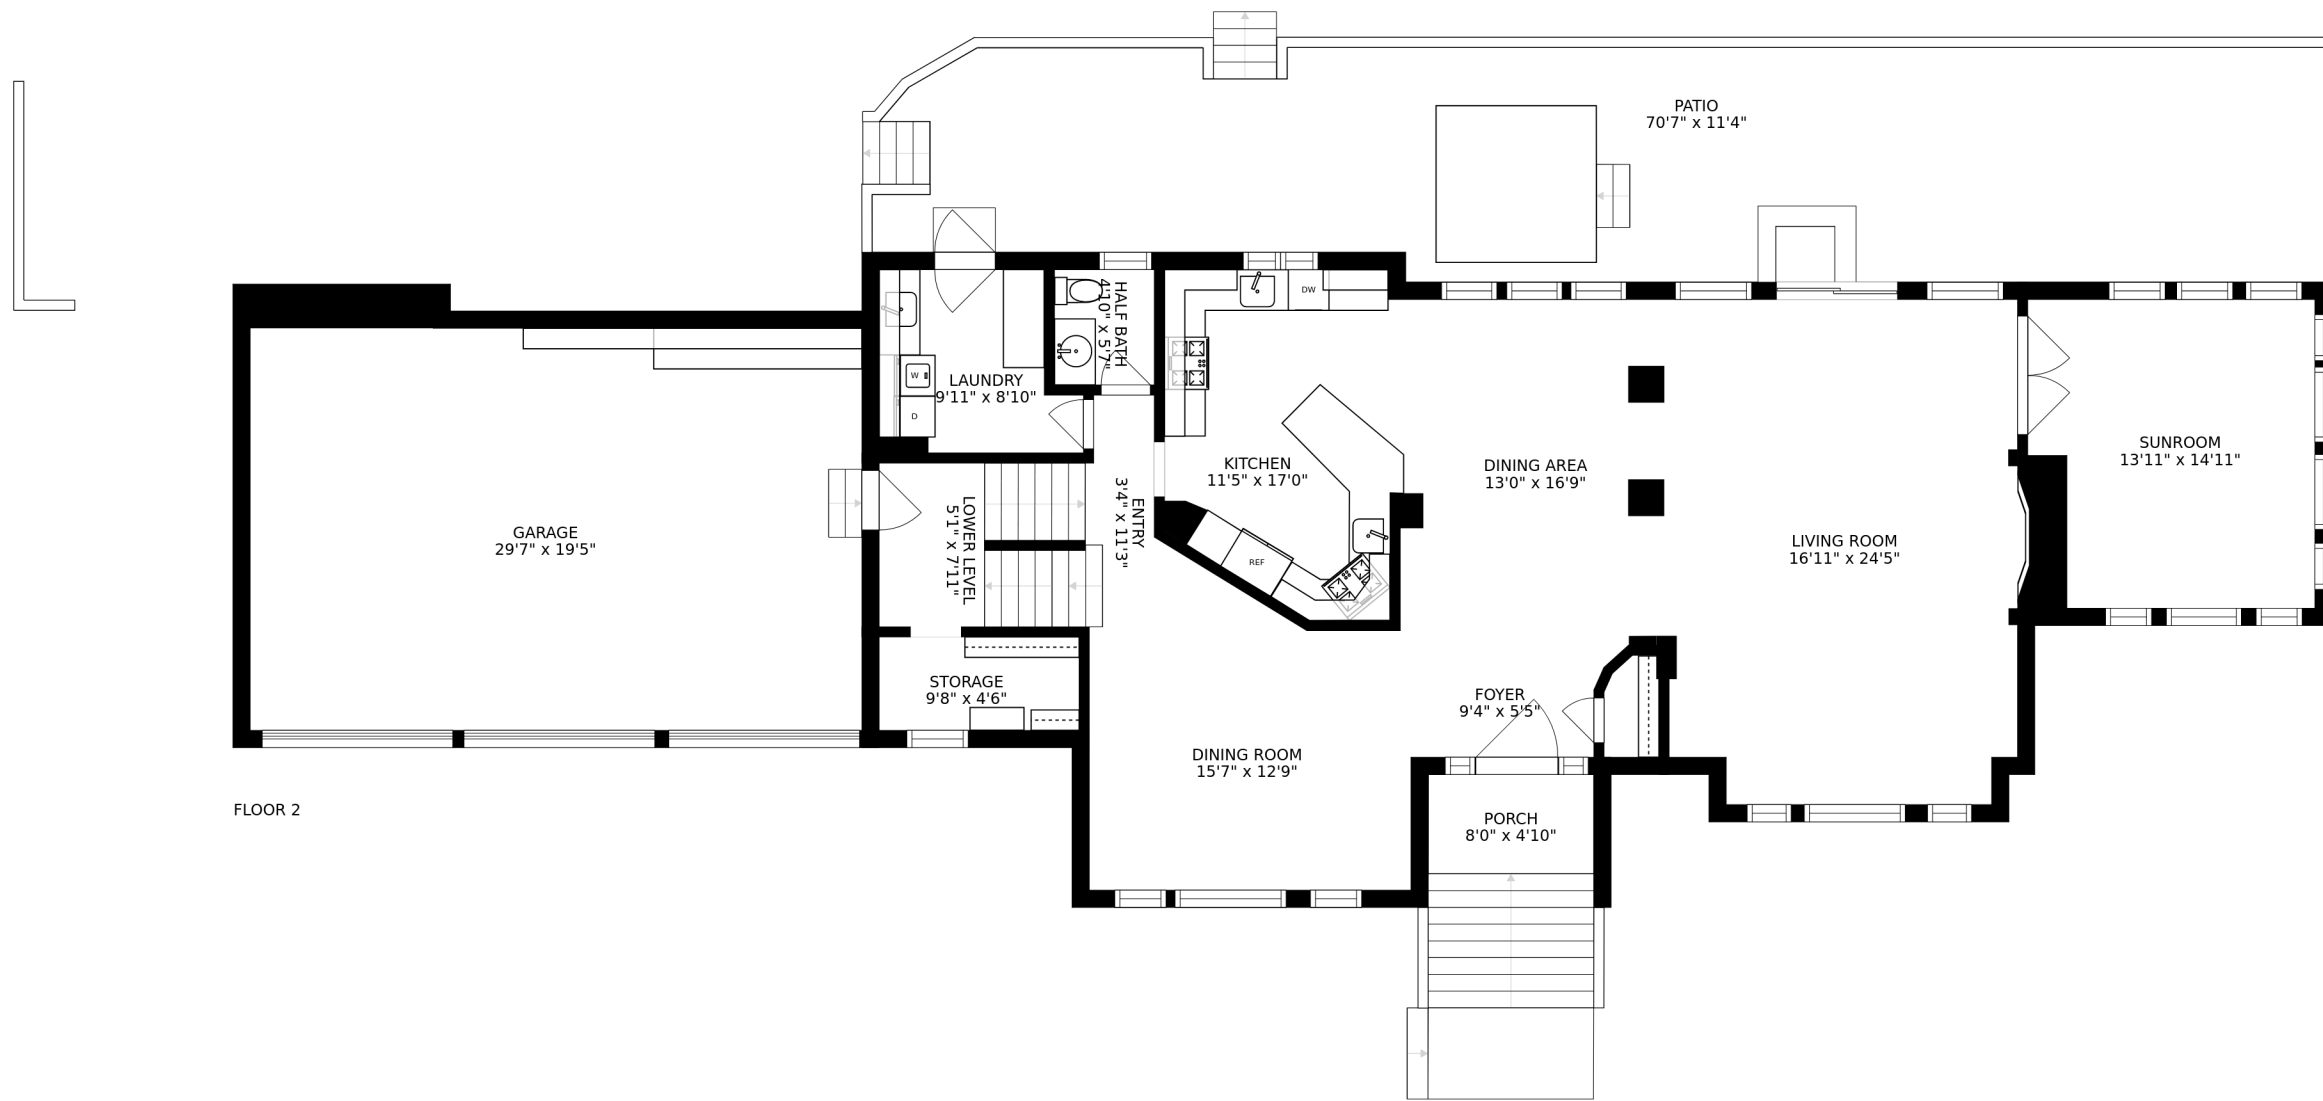 PATIO
70'7" x 11'4"
HALF BATH
4'10" x 5'7"
DW
W
D
LAUNDRY
9'11" x 8'10"
KITCHEN
11'5" x 17'0"
DINING AREA
13'0" x 16'9"
SUNROOM
13'11" x 14'11"
GARAGE
29'7" x 19'5"
LOWER LEVEL
5'1" x 7'11"
ENTRY
3'4" x 11'3"
REF
LIVING ROOM
16'11" x 24'5"
STORAGE
9'8" x 4'6"
FOYER
9'4" x 5'5"
DINING ROOM
15'7" x 12'9"
PORCH
8'0" x 4'10"
FLOOR 2